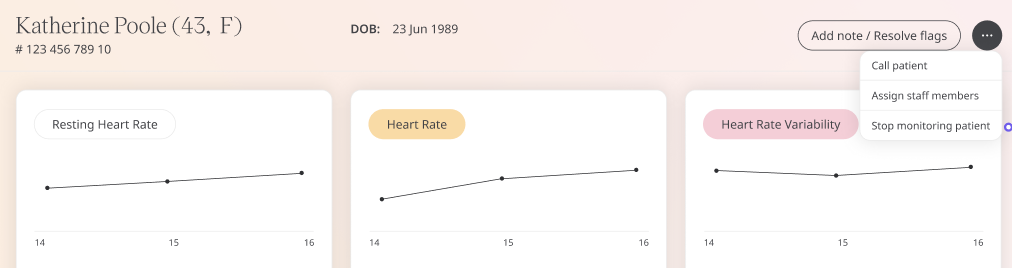 Katherine Poole (43, F)
# 123 456 789 10
DOB: 23 Jun 1989
Add note / Resolve flags
Call patient
Assign staff members
Stop monitoring patient
Resting Heart Rate
14 15 16
Heart Rate
14 15 16
Heart Rate Variability
14 15 16